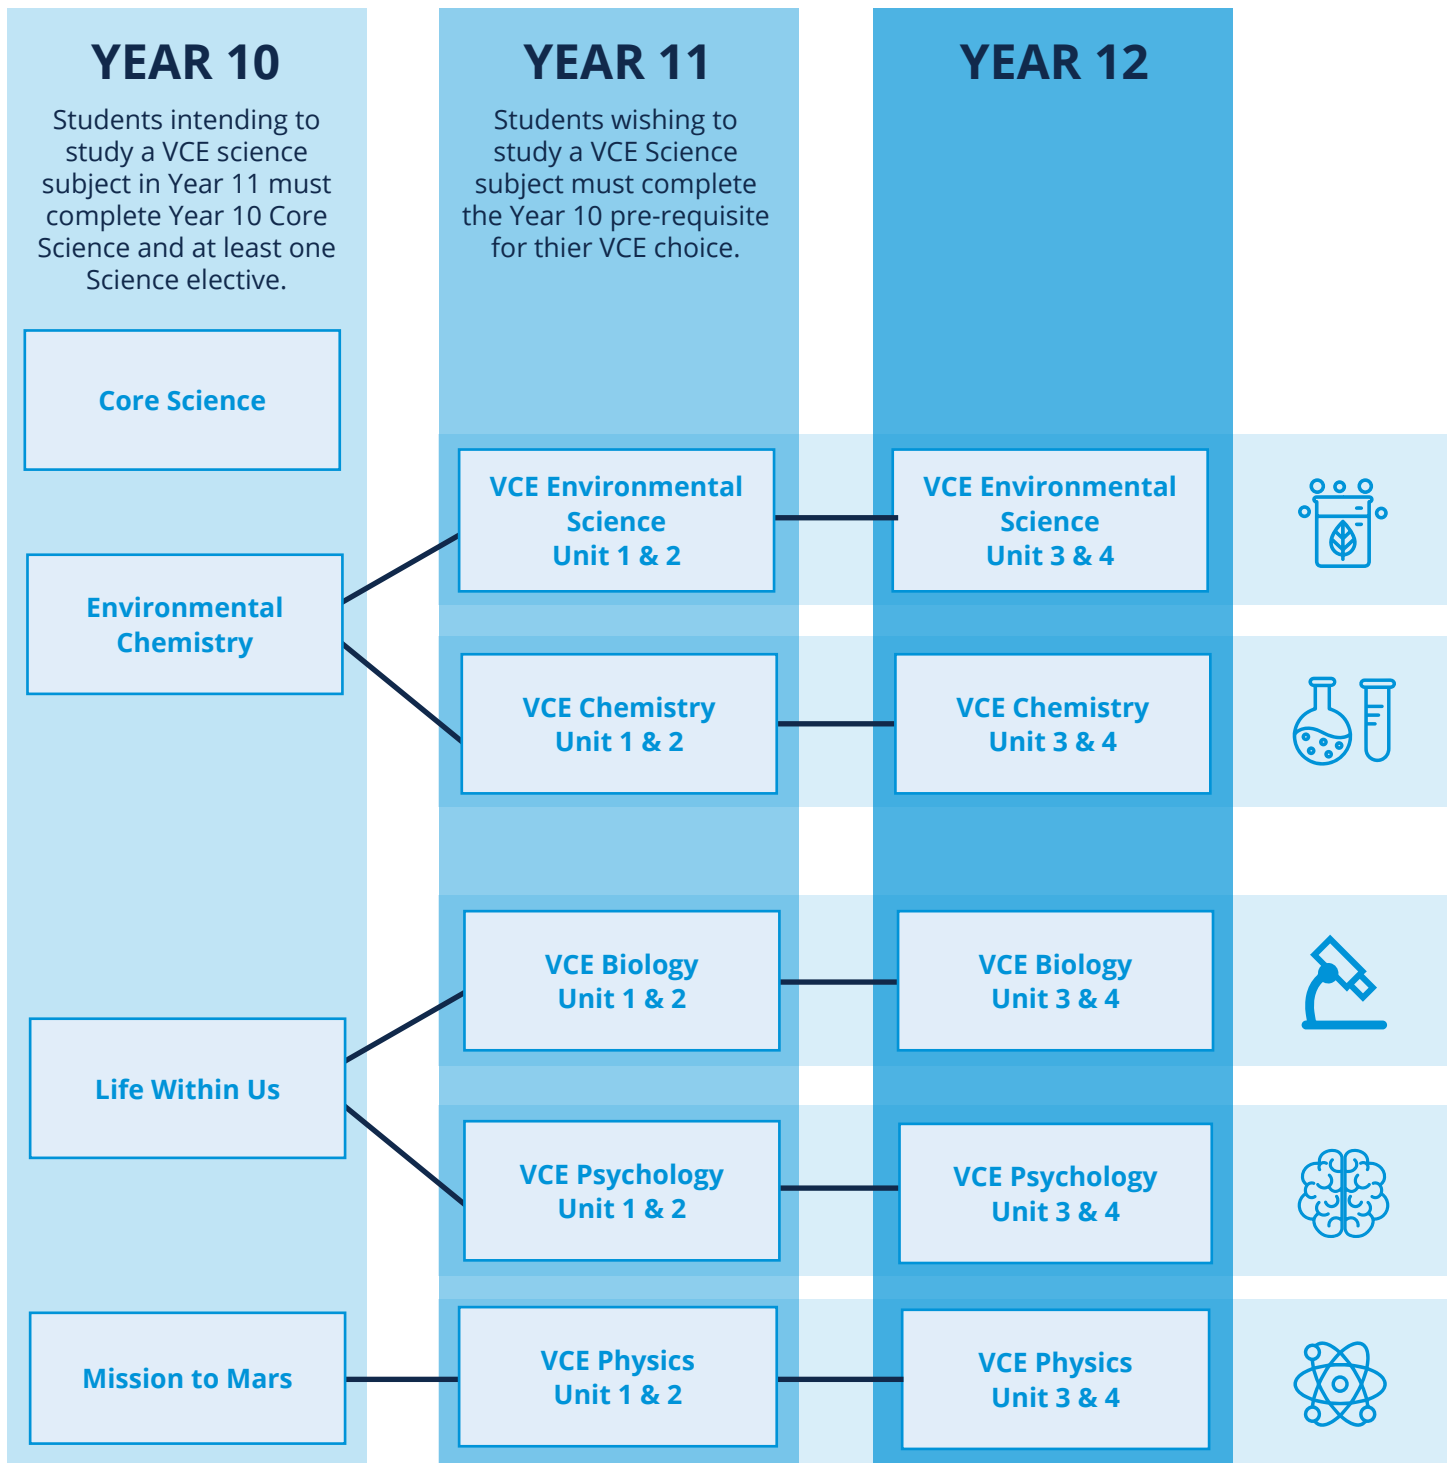 YEAR 10
Students intending to
study a VCE science
subject in Year 11 must
complete Year 10 Core
Science and at least one
Science elective.
Core Science
Environmental
Chemistry
Life Within Us
Mission to Mars
YEAR 11
Students wishing to
study a VCE Science
subject must complete
the Year 10 pre-requisite
for thier VCE choice.
VCE Environmental
Science
Unit 1 & 2
VCE Chemistry
Unit 1 & 2
VCE Biology
Unit 1 & 2
VCE Psychology
Unit 1 & 2
VCE Physics
Unit 1 & 2
YEAR 12
VCE Environmental
Science
Unit 3 & 4
VCE Chemistry
Unit 3 & 4
VCE Biology
Unit 3 & 4
VCE Psychology
Unit 3 & 4
VCE Physics
Unit 3 & 4